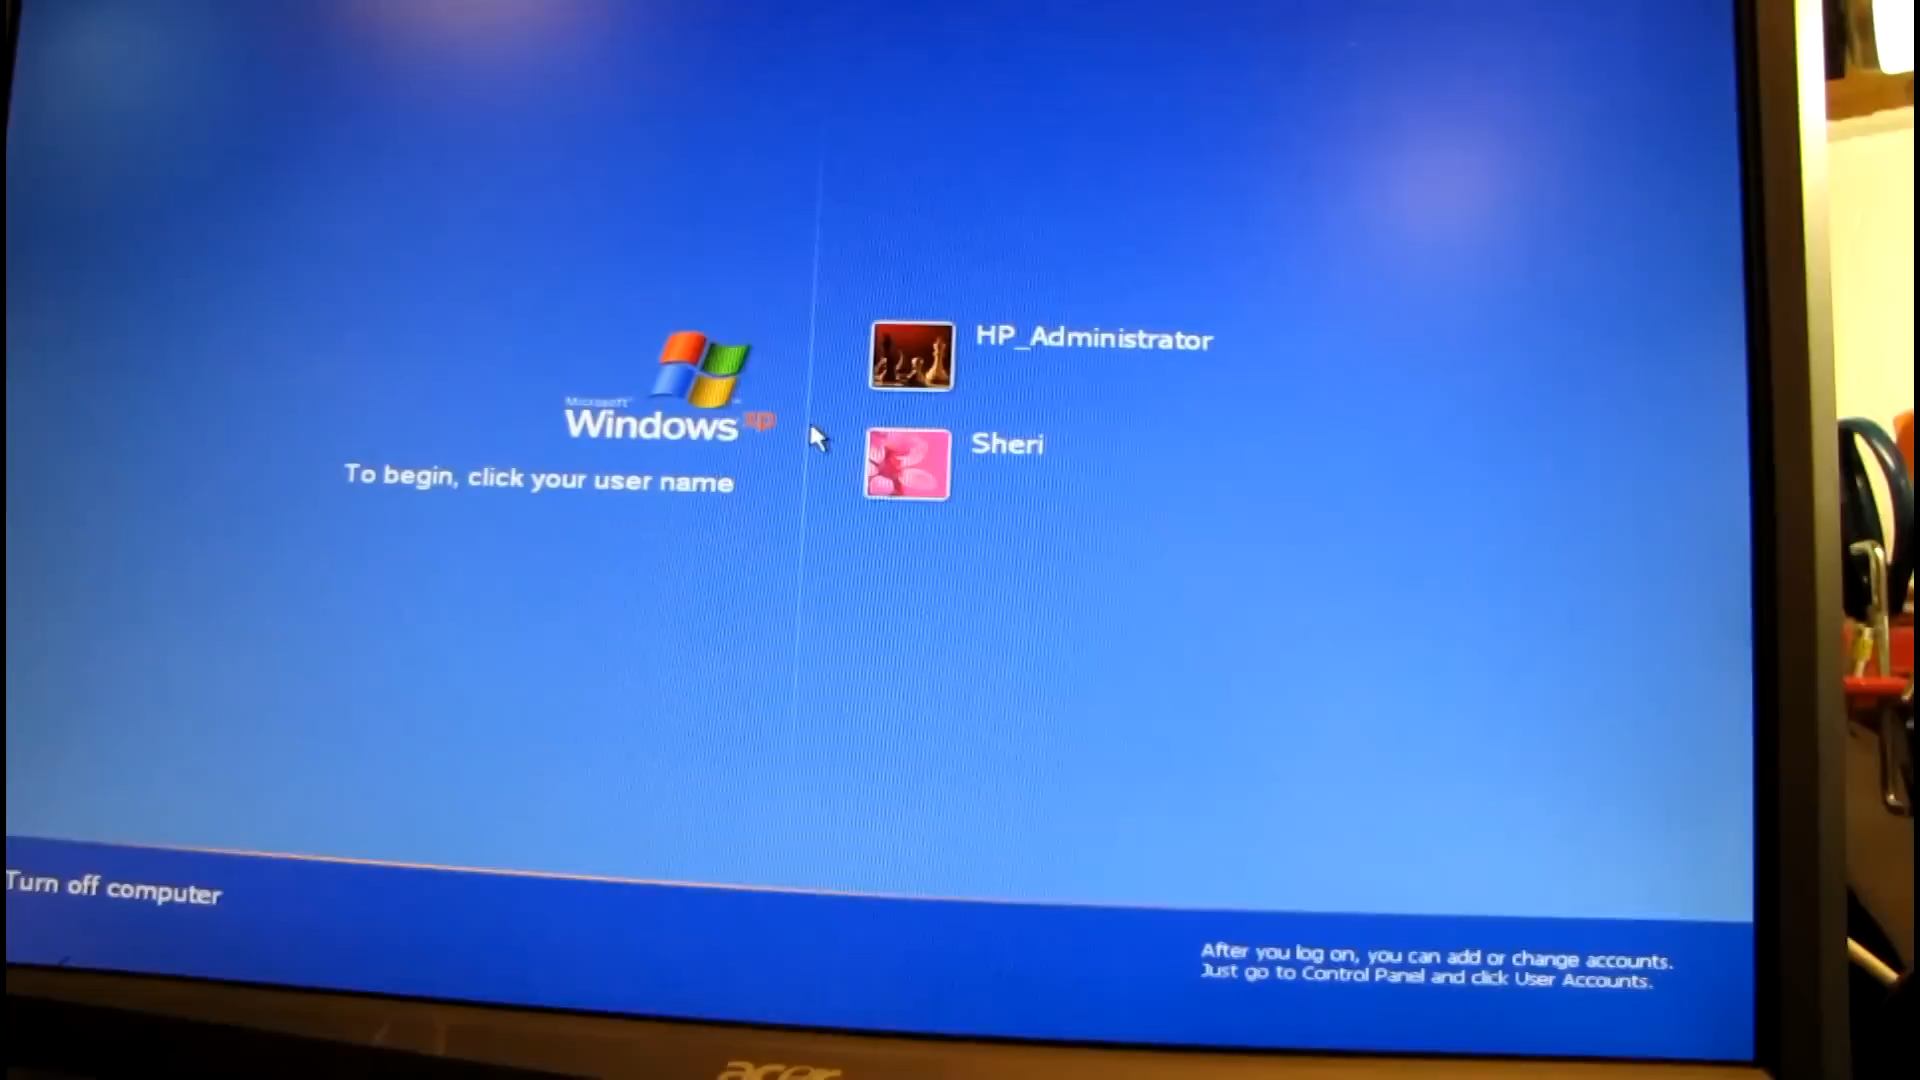 Microsoft
Windows xp
To begin, click your user name
HP_Administrator
Sheri
Turn off computer
After you log on, you can add or change accounts.
Just go to Control Panel and click User Accounts.
acer